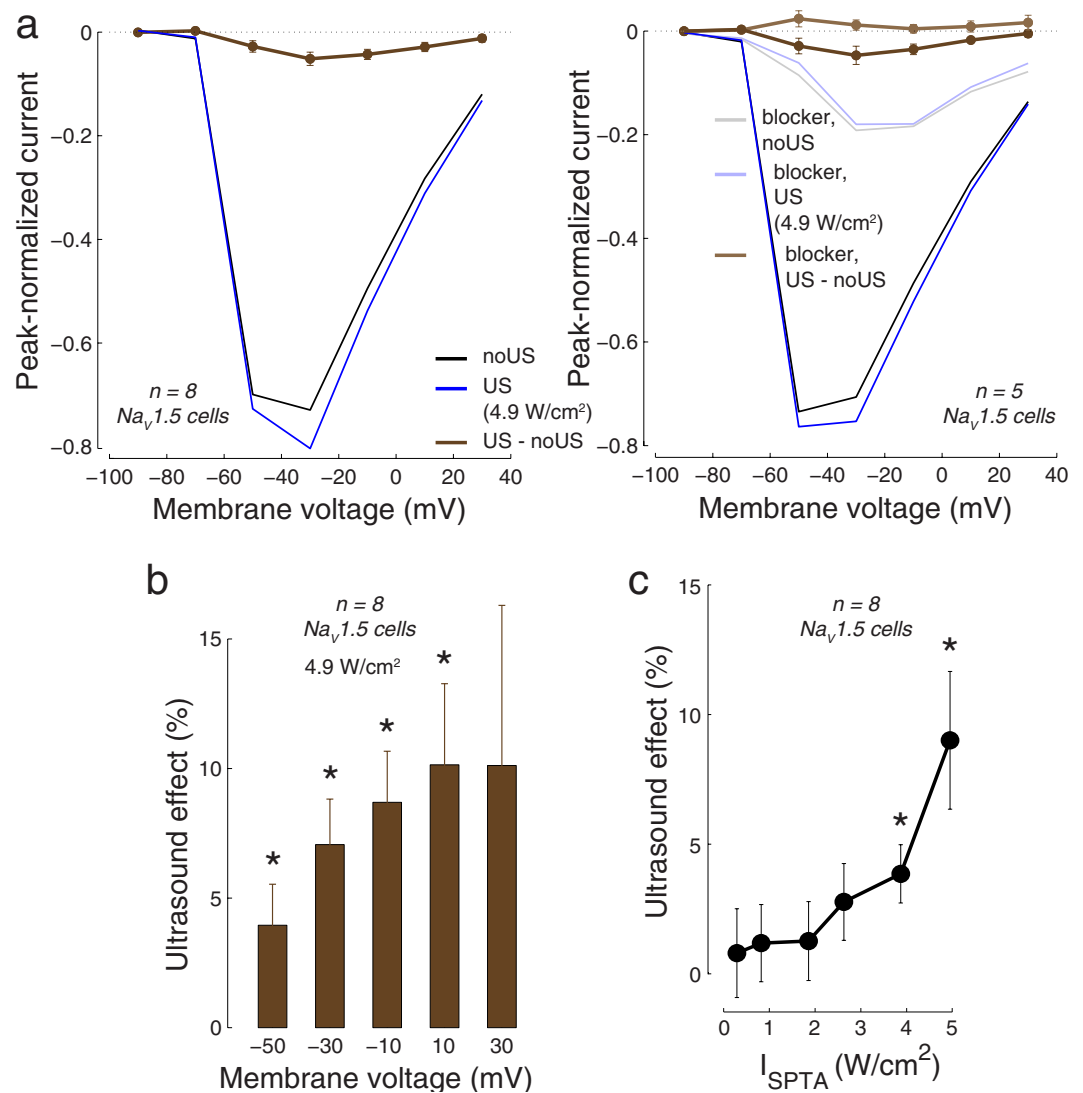 a
0
−0.2
−0.4
−0.6
−0.8
Peak-normalized current
n = 8
Nav1.5 cells
noUS
US
(4.9 W/cm²)
US - noUS
−100 −80 −60 −40 −20 0 20 40
Membrane voltage (mV)
0
−0.2
−0.4
−0.6
−0.8
Peak-normalized current
blocker,
noUS
blocker,
US
(4.9 W/cm²)
blocker,
US - noUS
n = 5
Nav1.5 cells
−100 −80 −60 −40 −20 0 20 40
Membrane voltage (mV)
b
n = 8
Nav1.5 cells
4.9 W/cm²
15
10
5
0
Ultrasound effect (%)
* * * *
−50 −30 −10 10 30
Membrane voltage (mV)
c
n = 8
Nav1.5 cells
15
10
5
0
Ultrasound effect (%)
* *
0 1 2 3 4 5
I_SPTA (W/cm²)